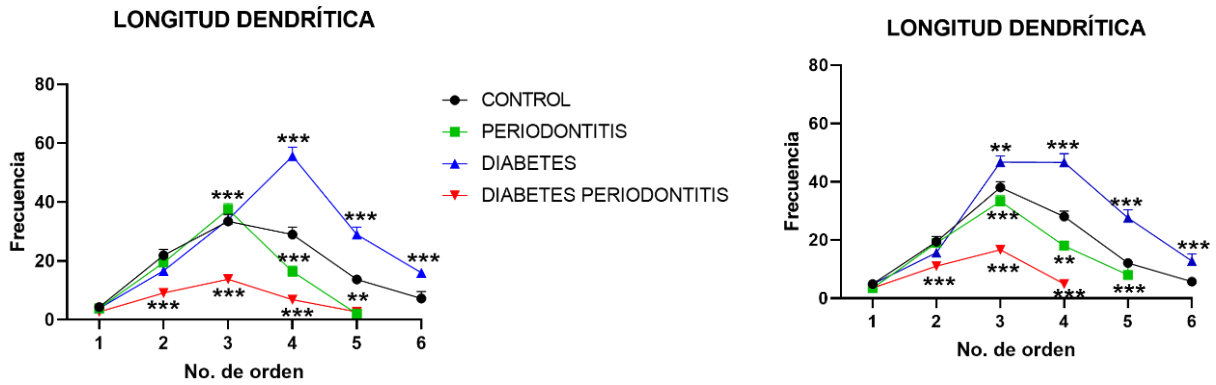 LONGITUD DENDRÍTICA
80
60
40
20
0
Frecuencia
***
***
***
***
***
***
**
***
***
1 2 3 4 5 6
No. de orden
CONTROL
PERIODONTITIS
DIABETES
DIABETES PERIODONTITIS
LONGITUD DENDRÍTICA
80
60
40
20
0
Frecuencia
** ***
***
***
***
**
***
***
***
***
1 2 3 4 5 6
No. de orden